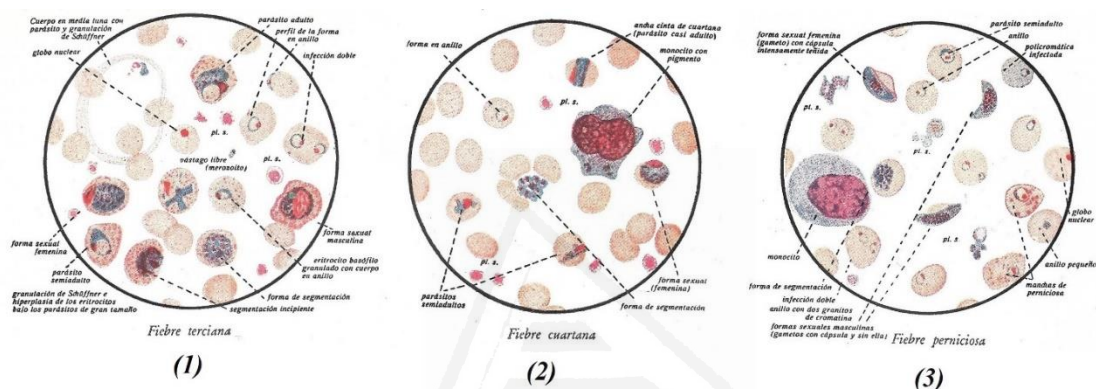 Cuerpo en media luna con
parásito y granulación
de Schüffner
globo nuclear
parásito adulto
perfil de la forma
en anillo
infección doble
pl. s.
vástago libre
(merozoito)
pl. s.
forma sexual
femenina
parásito
semiadulto
granulación de Schüffner e
hiperplasia de los eritrocitos
bajo los parásitos de gran tamaño
forma sexual
masculina
eritrocito basófilo
granulado con cuerpo
en anillo
forma de segmentación
segmentación incipiente
Fiebre terciana
(1)
forma en anillo
ancha cinta de cuartana
(parásito casi adulto)
monocito con
pigmento
pl. s.
pl. s.
parásitos
semiadultos
forma sexual
(femenina)
forma de segmentación
Fiebre cuartana
(2)
forma sexual femenina
(gameto) con cápsula
intensamente teñida
parásito semindulto
anillo
policromática
infectada
pl. s.
pl. s.
pl. s.
monocito
globo
nuclear
anillo pequeño
manchas de
perniciosa
forma de segmentación
infección doble
anillo con dos granitos
de cromatina
formas sexuales masculinas
(gametos con cápsula y sin ella)
Fiebre perniciosa
(3)